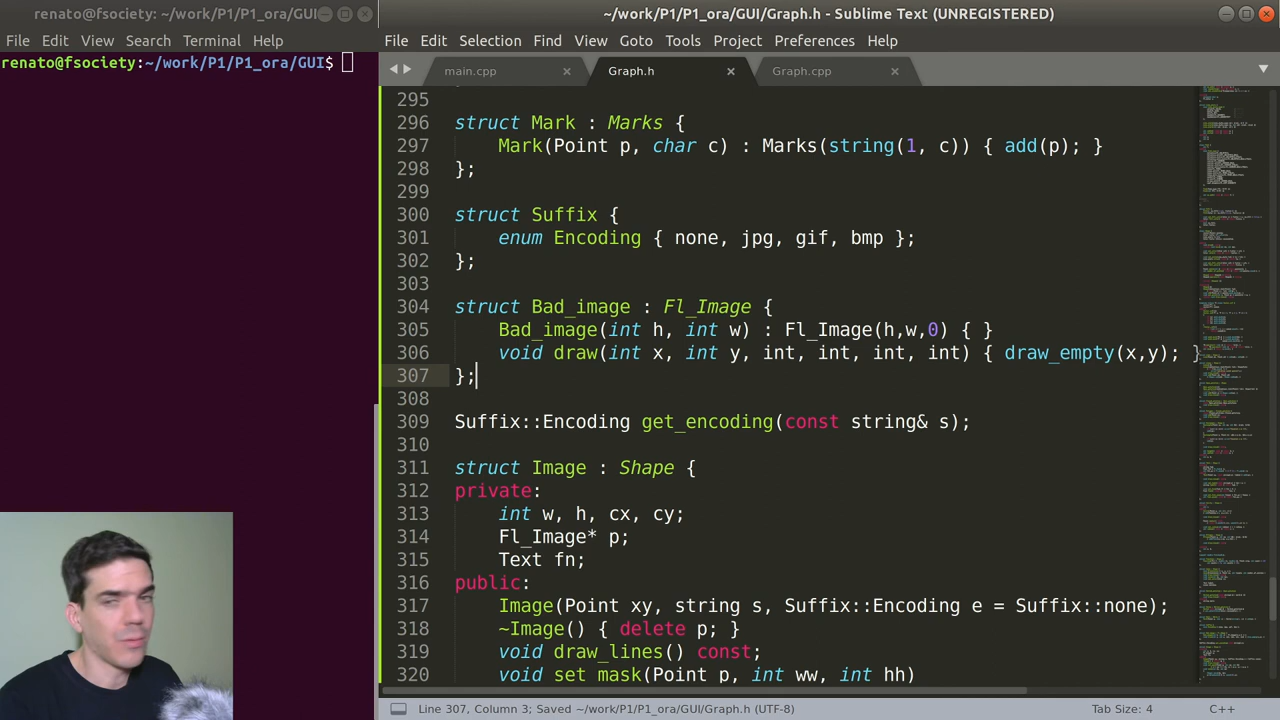 renato@fsociety: ~/work/P1/P1_ora/GUI
File Edit View Search Terminal Help
renato@fsociety:~/work/P1/P1_ora/GUI$
~/work/P1/P1_ora/GUI/Graph.h - Sublime Text (UNREGISTERED)
File Edit Selection Find View Goto Tools Project Preferences Help
main.cpp Graph.h Graph.cpp
295
296 struct Mark : Marks {
297 Mark(Point p, char c) : Marks(string(1, c)) { add(p); }
298 };
299
300 struct Suffix {
301 enum Encoding { none, jpg, gif, bmp };
302 };
303
304 struct Bad_image : Fl_Image {
305 Bad_image(int h, int w) : Fl_Image(h,w,0) { }
306 void draw(int x, int y, int, int, int, int) { draw_empty(x,y); }
307 };
308
309 Suffix::Encoding get_encoding(const string& s);
310
311 struct Image : Shape {
312 private:
313 int w, h, cx, cy;
314 Fl_Image* p;
315 Text fn;
316 public:
317 Image(Point xy, string s, Suffix::Encoding e = Suffix::none);
318 ~Image() { delete p; }
319 void draw_lines() const;
320 void set_mask(Point p, int ww, int hh)
Line 307, Column 3; Saved ~/work/P1/P1_ora/GUI/Graph.h (UTF-8) Tab Size: 4 C++